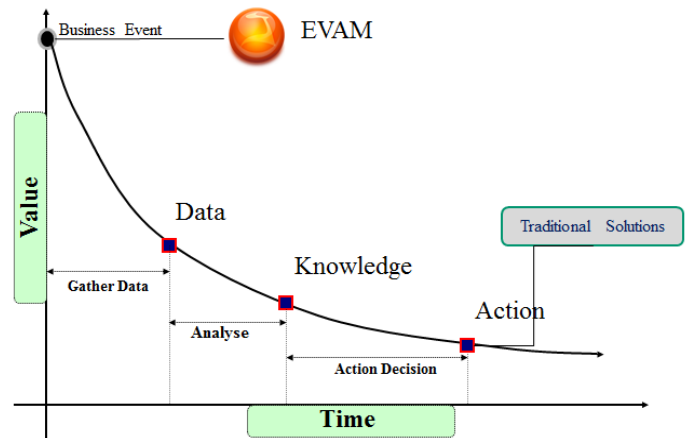 Business Event
EVAM
Value
Data
Traditional Solutions
Knowledge
Gather Data
Action
Analyse
Action Decision
Time